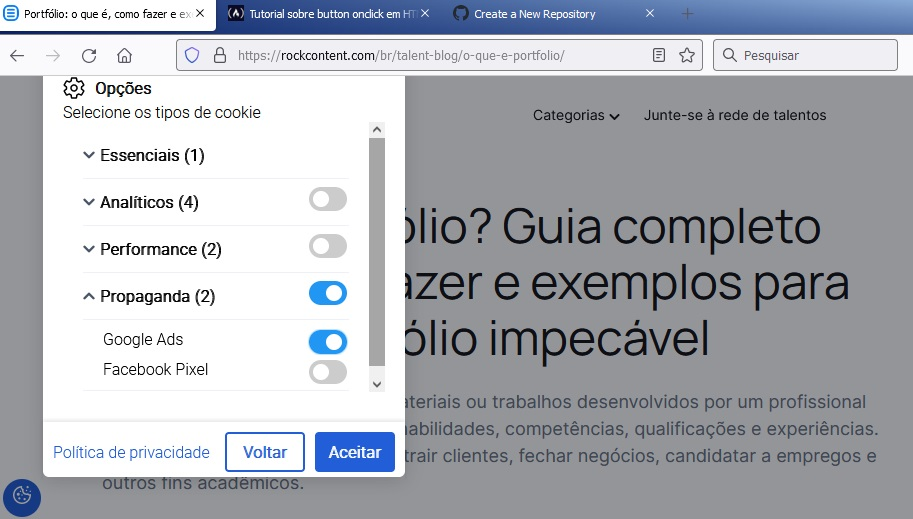 Portfólio: o que é, como fazer e ex
Tutorial sobre button onclick em HT
Create a New Repository
https://rockcontent.com/br/talent-blog/o-que-e-portfolio/
Pesquisar
Opções
Selecione os tipos de cookie
Categorias
Junte-se à rede de talentos
Essenciais (1)
Analíticos (4)
Performance (2)
Propaganda (2)
Google Ads
Facebook Pixel
ólio? Guia completo
azer e exemplos para
ólio impecável
ateriais ou trabalhos desenvolvidos por um profissional
habilidades, competências, qualificações e experiências.
trair clientes, fechar negócios, candidatar a empregos e
outros fins acadêmicos.
Política de privacidade
Voltar
Aceitar